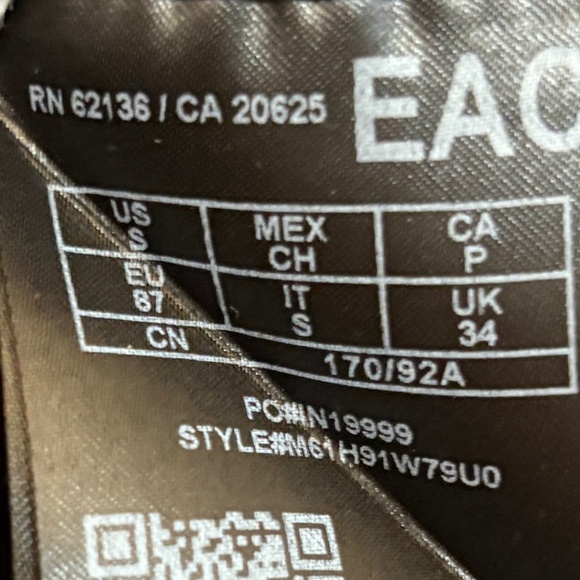 RN 62136 / CA 20625
EAC
US MEX CA
S CH P
EU IT UK
87 S 34
CN 170/92A
PO#IN19999
STYLE#M61H91W79U0